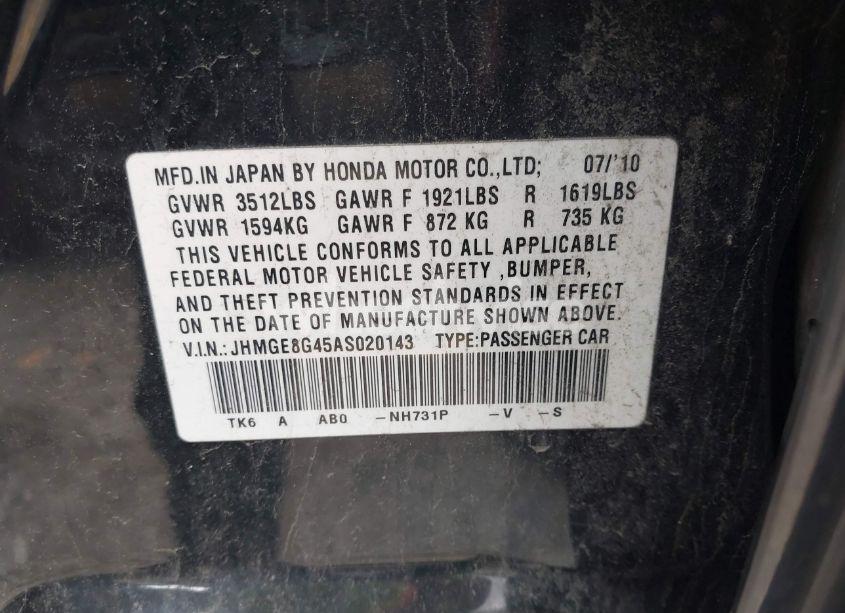 MFD.IN JAPAN BY HONDA MOTOR CO.,LTD; 07/'10
GVWR 3512LBS GAWR F 1921LBS R 1619LBS
GVWR 1594KG GAWR F 872 KG R 735 KG
THIS VEHICLE CONFORMS TO ALL APPLICABLE
FEDERAL MOTOR VEHICLE SAFETY ,BUMPER,
AND THEFT PREVENTION STANDARDS IN EFFECT
ON THE DATE OF MANUFACTURE SHOWN ABOVE.
V.I.N.: JHMGE8G45AS020143 TYPE:PASSENGER CAR
TK6 A AB0 -NH731P -V -S